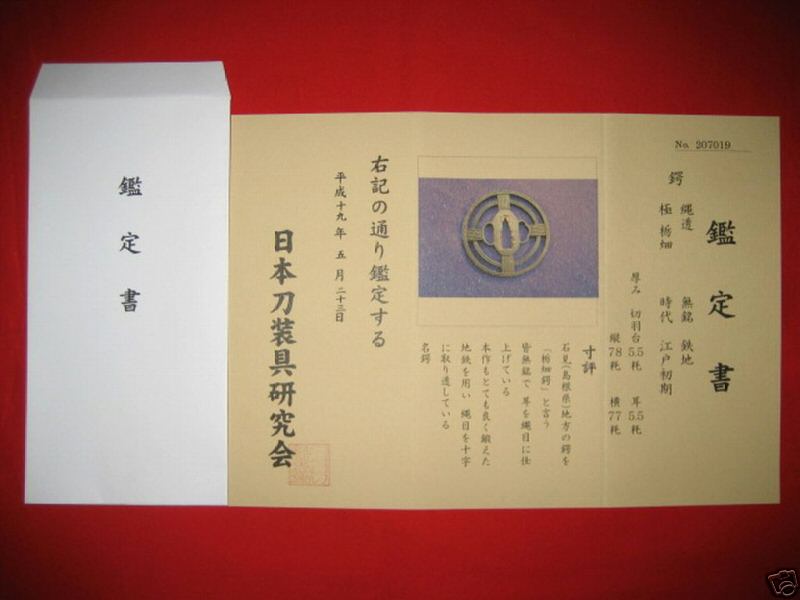 鑑定書
No. 207019
鑑定書
鍔
縄透 無銘 鉄地
極 栃畑 時代 江戸初期
厚み 切羽台 5.5粍 耳 5.5粍
縦 78粍 横 77粍
寸評
石見(島根県)地方の鍔を
「栃畑鍔」と言う
皆無銘で 耳を縄目に仕
上げている
本作もとても良く鍛えた
地鉄を用い 縄目を十字
に取り透している
名鍔
右記の通り鑑定する
平成十九年 五月 二十三日
日本刀装具研究会